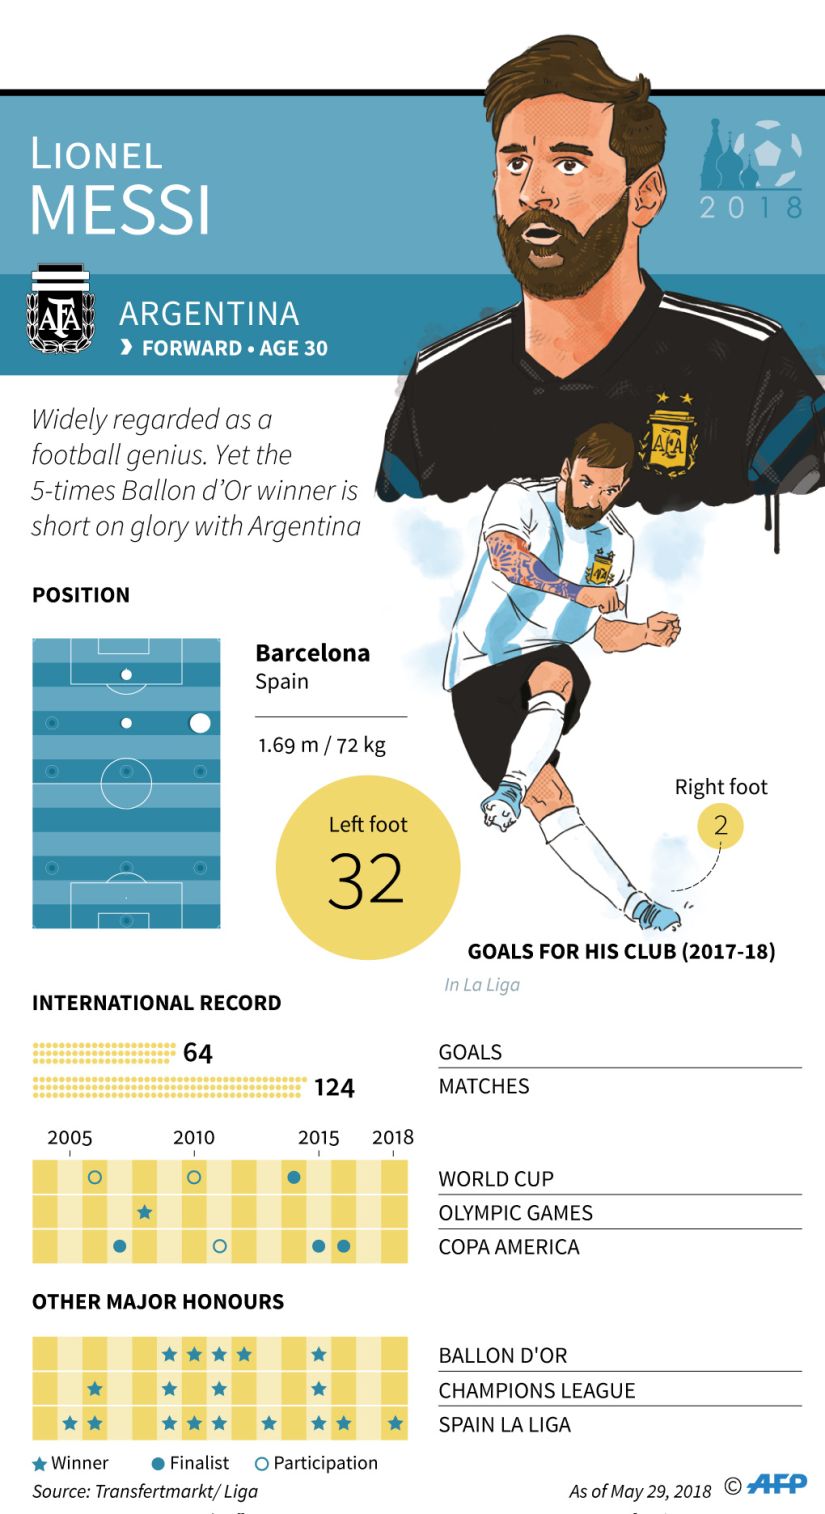 LIONEL
MESSI
2018
AFA
ARGENTINA
❯ FORWARD • AGE 30
AFA
Widely regarded as a
football genius. Yet the
5-times Ballon d'Or winner is
short on glory with Argentina
POSITION
Barcelona
Spain
1.69 m / 72 kg
Left foot
32
Right foot
2
GOALS FOR HIS CLUB (2017-18)
In La Liga
INTERNATIONAL RECORD
64 GOALS
124 MATCHES
2005 2010 2015 2018
WORLD CUP
OLYMPIC GAMES
COPA AMERICA
OTHER MAJOR HONOURS
BALLON D'OR
CHAMPIONS LEAGUE
SPAIN LA LIGA
Winner Finalist Participation
Source: Transfertmarkt/ Liga
As of May 29, 2018 © AFP